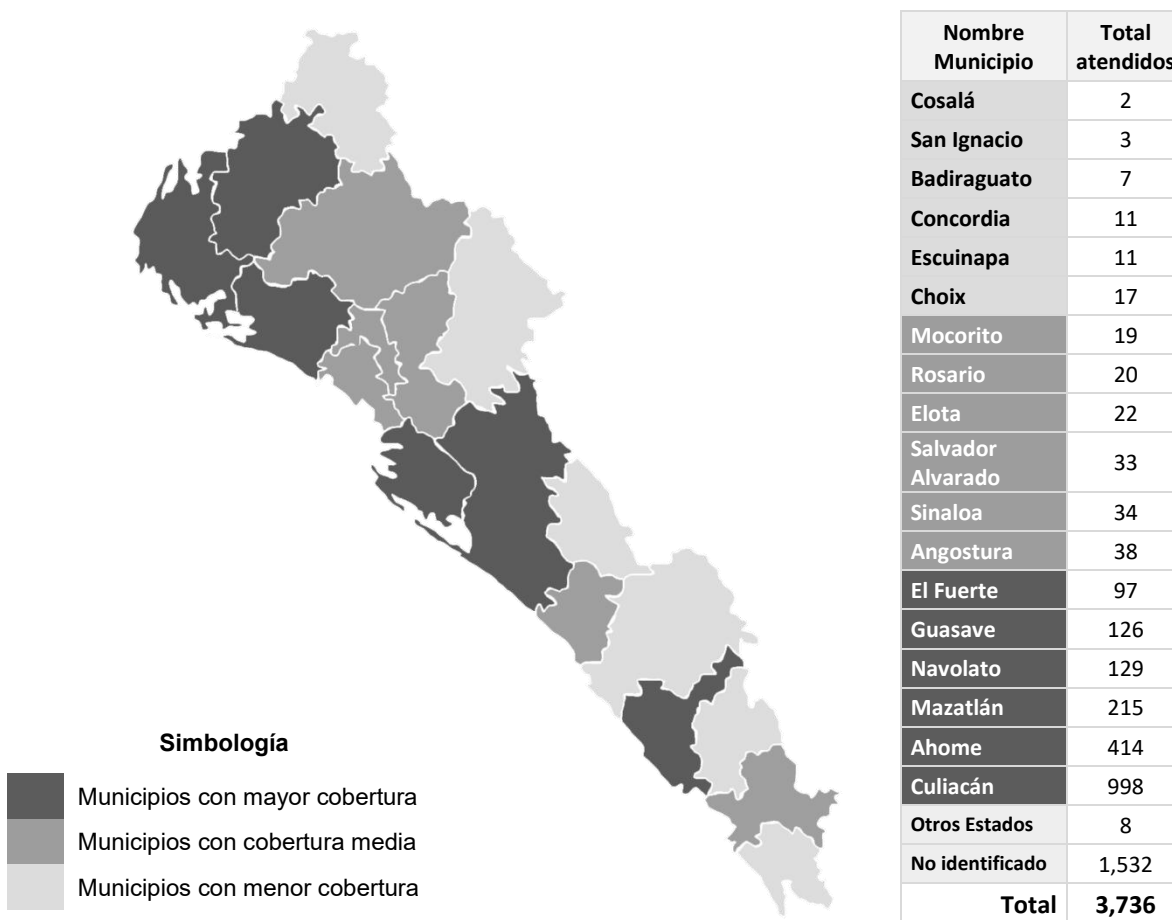 Nombre Municipio Total atendidos
Cosalá 2
San Ignacio 3
Badiraguato 7
Concordia 11
Escuinapa 11
Choix 17
Mocorito 19
Rosario 20
Elota 22
Salvador Alvarado 33
Sinaloa 34
Angostura 38
El Fuerte 97
Guasave 126
Navolato 129
Mazatlán 215
Ahome 414
Culiacán 998
Otros Estados 8
No identificado 1,532
Total 3,736
Simbología
Municipios con mayor cobertura
Municipios con cobertura media
Municipios con menor cobertura